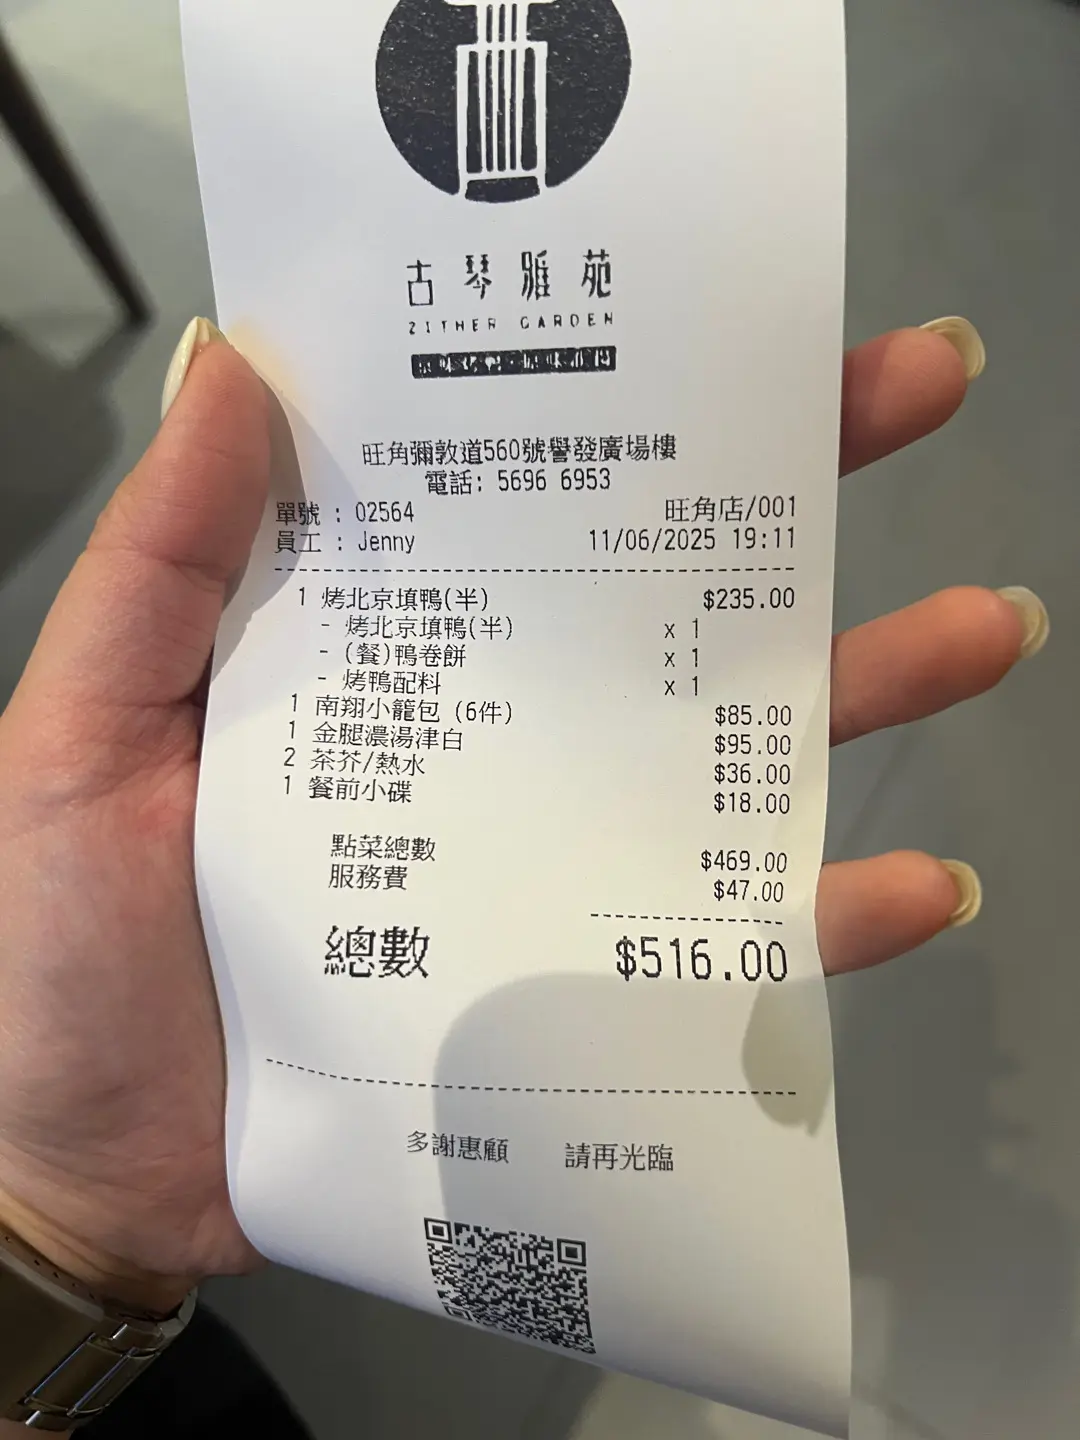 古琴雅苑
ZITHER GARDEN
旺角彌敦道560號譽發廣場樓
電話: 5696 6953
單號 : 02564 旺角店/001
員工 : Jenny 11/06/2025 19:11
1 烤北京填鴨(半) $235.00
- 烤北京填鴨(半) x 1
- (餐)鴨卷餅 x 1
- 烤鴨配料 x 1
1 南翔小籠包 (6件) $85.00
1 金腿濃湯津白 $95.00
2 茶芥/熱水 $36.00
1 餐前小碟 $18.00
點菜總數 $469.00
服務費 $47.00
總數 $516.00
多謝惠顧 請再光臨